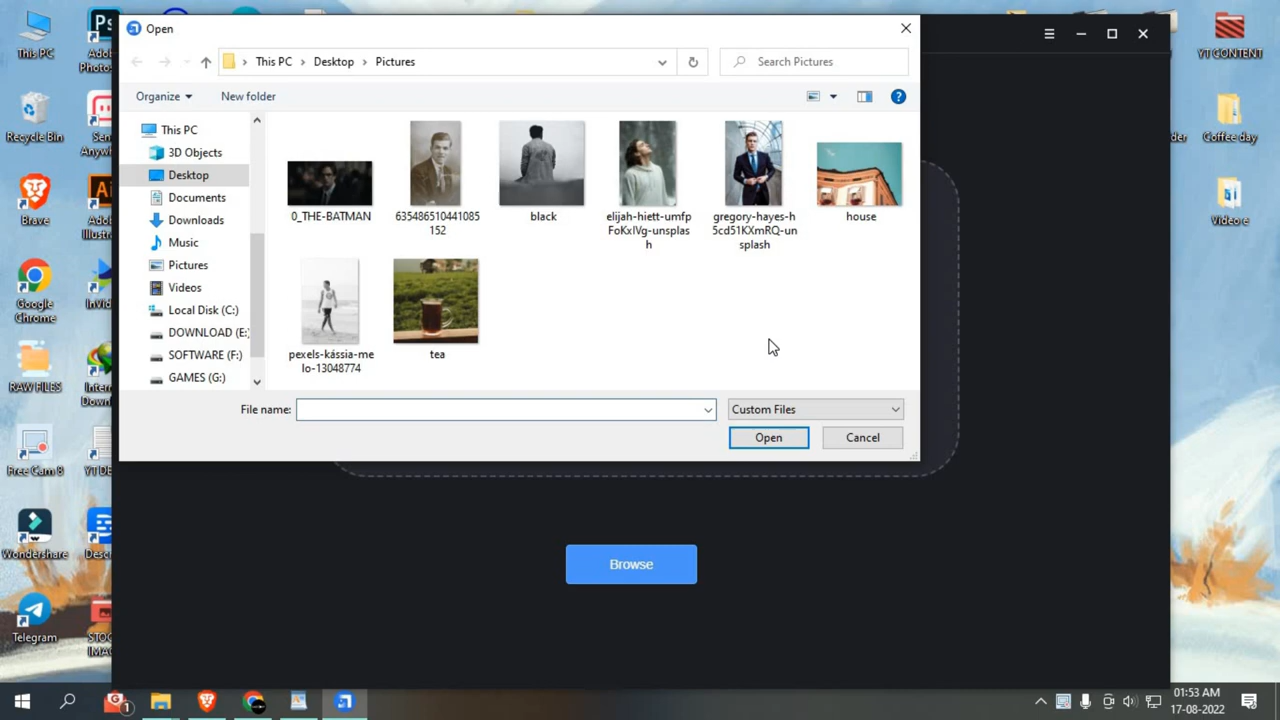 This PC
Recycle Bin
Brave
Google
Chrome
RAW FILES
Free Cam 8
Wondershare
Telegram
Ps
Open
This PC
Desktop
Pictures
Search Pictures
Organize
New folder
This PC
3D Objects
Desktop
Documents
Downloads
Music
Pictures
Videos
Local Disk (C:)
DOWNLOAD (E:)
SOFTWARE (F:)
GAMES (G:)
0_THE-BATMAN
635486510441085
152
black
elijah-hiett-umfp
FoKxIVg-unsplas
h
gregory-hayes-h
5cd51KXmRQ-un
splash
house
pexels-kássia-me
lo-13048774
tea
File name:
Custom Files
Open
Cancel
Browse
YT CONTENT
Coffee day
Videore
01:53 AM
17-08-2022